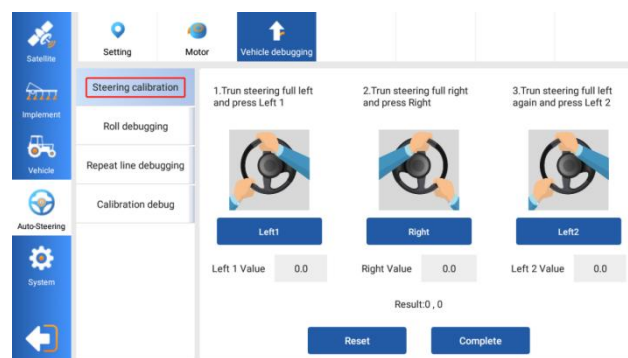 Satellite
Implement
Vehicle
Auto-Steering
System
Setting
Motor
Vehicle debugging
Steering calibration
Roll debugging
Repeat line debugging
Calibration debug
1.Trun steering full left
and press Left 1
2.Trun steering full right
and press Right
3.Trun steering full left
again and press Left 2
Left1
Right
Left2
Left 1 Value 0.0
Right Value 0.0
Left 2 Value 0.0
Result:0 , 0
Reset
Complete